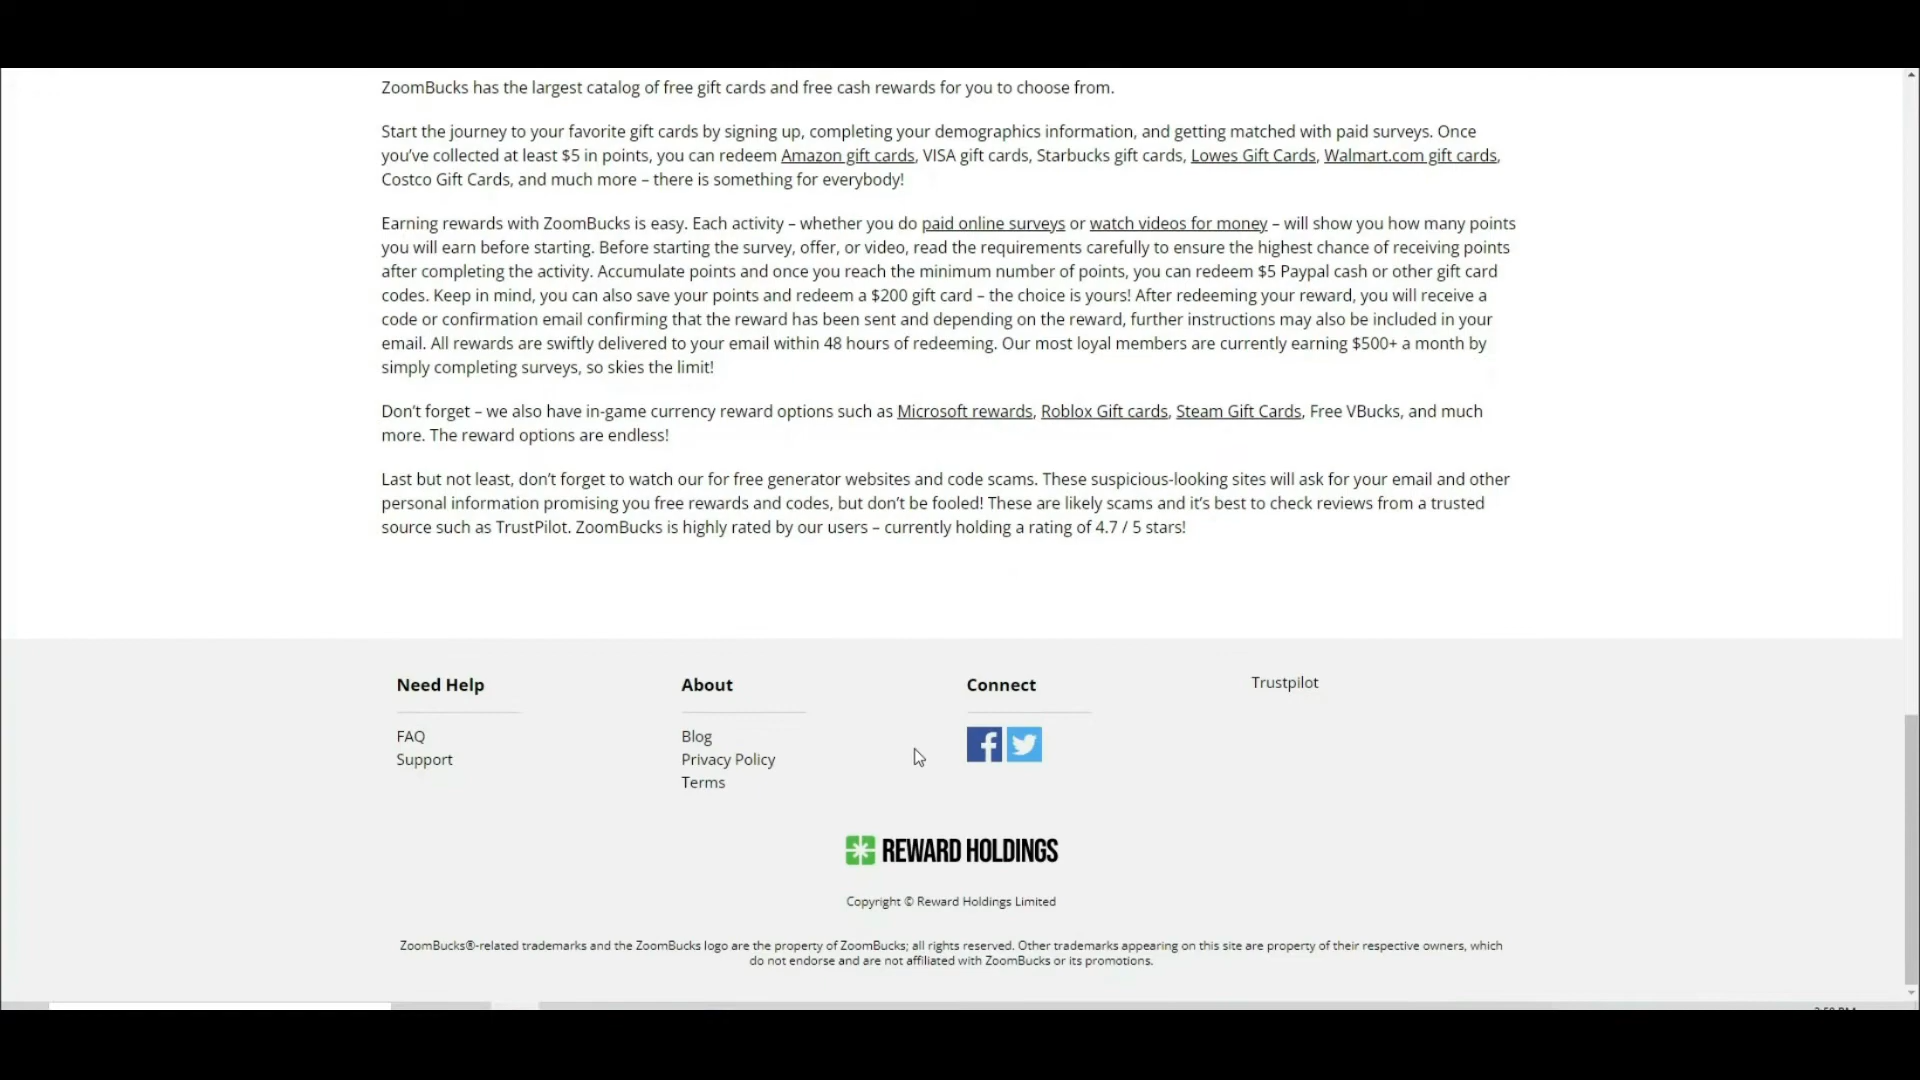 ZoomBucks has the largest catalog of free gift cards and free cash rewards for you to choose from.
Start the journey to your favorite gift cards by signing up, completing your demographics information, and getting matched with paid surveys. Once
you’ve collected at least $5 in points, you can redeem Amazon gift cards, VISA gift cards, Starbucks gift cards, Lowes Gift Cards, Walmart.com gift cards,
Costco Gift Cards, and much more – there is something for everybody!
Earning rewards with ZoomBucks is easy. Each activity – whether you do paid online surveys or watch videos for money – will show you how many points
you will earn before starting. Before starting the survey, offer, or video, read the requirements carefully to ensure the highest chance of receiving points
after completing the activity. Accumulate points and once you reach the minimum number of points, you can redeem $5 Paypal cash or other gift card
codes. Keep in mind, you can also save your points and redeem a $200 gift card – the choice is yours! After redeeming your reward, you will receive a
code or confirmation email confirming that the reward has been sent and depending on the reward, further instructions may also be included in your
email. All rewards are swiftly delivered to your email within 48 hours of redeeming. Our most loyal members are currently earning $500+ a month by
simply completing surveys, so skies the limit!
Don’t forget – we also have in-game currency reward options such as Microsoft rewards, Roblox Gift cards, Steam Gift Cards, Free VBucks, and much
more. The reward options are endless!
Last but not least, don’t forget to watch our for free generator websites and code scams. These suspicious-looking sites will ask for your email and other
personal information promising you free rewards and codes, but don’t be fooled! These are likely scams and it’s best to check reviews from a trusted
source such as TrustPilot. ZoomBucks is highly rated by our users – currently holding a rating of 4.7 / 5 stars!
Need Help
FAQ
Support
About
Blog
Privacy Policy
Terms
Connect
Trustpilot
REWARD HOLDINGS
Copyright © Reward Holdings Limited
ZoomBucks®-related trademarks and the ZoomBucks logo are the property of ZoomBucks; all rights reserved. Other trademarks appearing on this site are property of their respective owners, which
do not endorse and are not affiliated with ZoomBucks or its promotions.